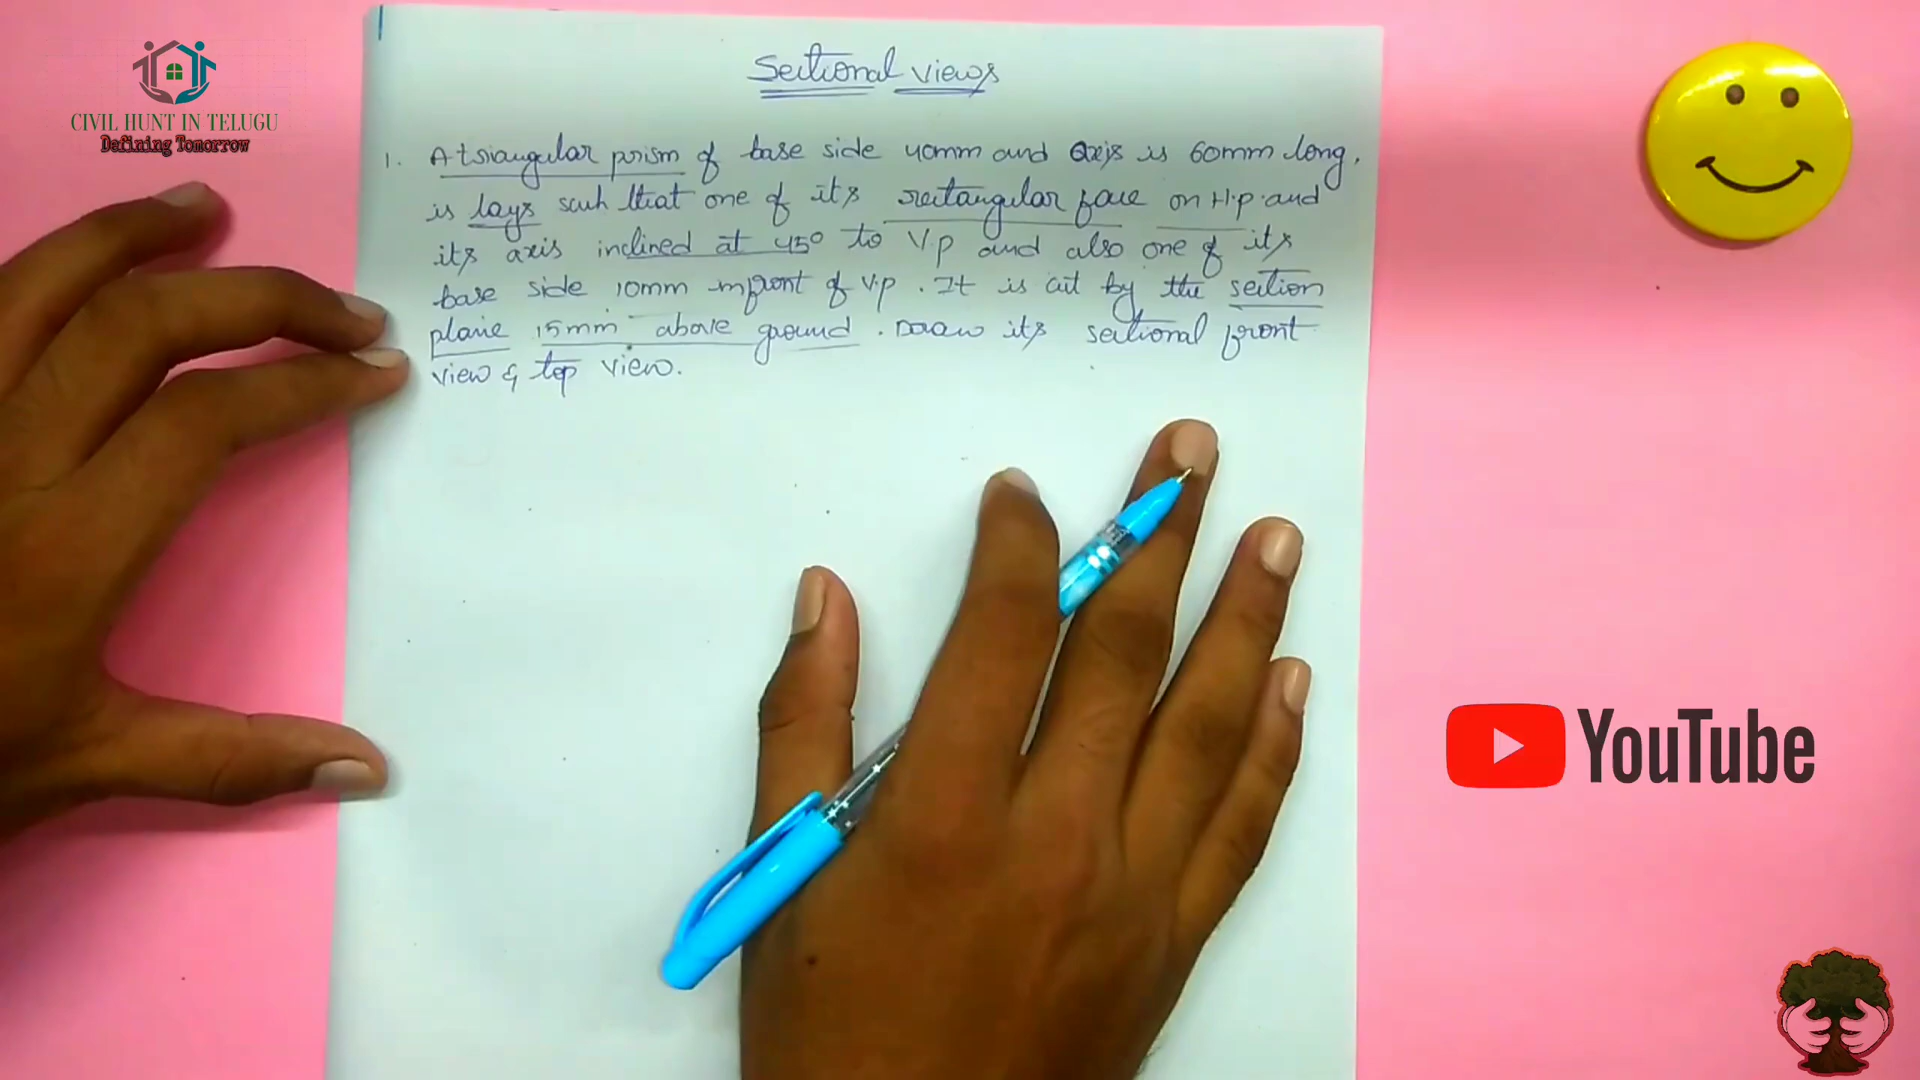 CIVIL HUNT IN TELUGU
Defining Tomorrow
Sectional views
1. A triangular prism of base side 40mm and axis is 60mm long.
is lays such that one of its rectangular face on H.p. and
its axis inclined at 45° to V.p and also one of its
base side 10mm infront of V.p. It is cut by the section
plane 15mm above ground. Draw its sectional front
view & top view.
YouTube